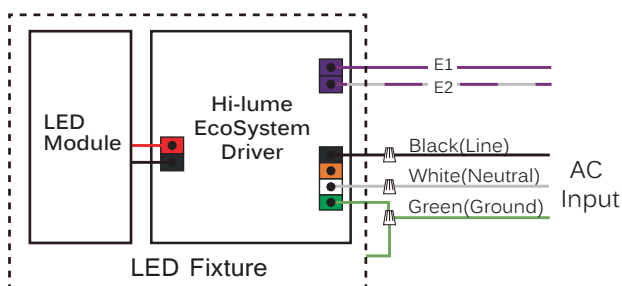 LED
Module
Hi-lume
EcoSystem
Driver
E1
E2
Black(Line)
White(Neutral)
Green(Ground)
AC
Input
LED Fixture